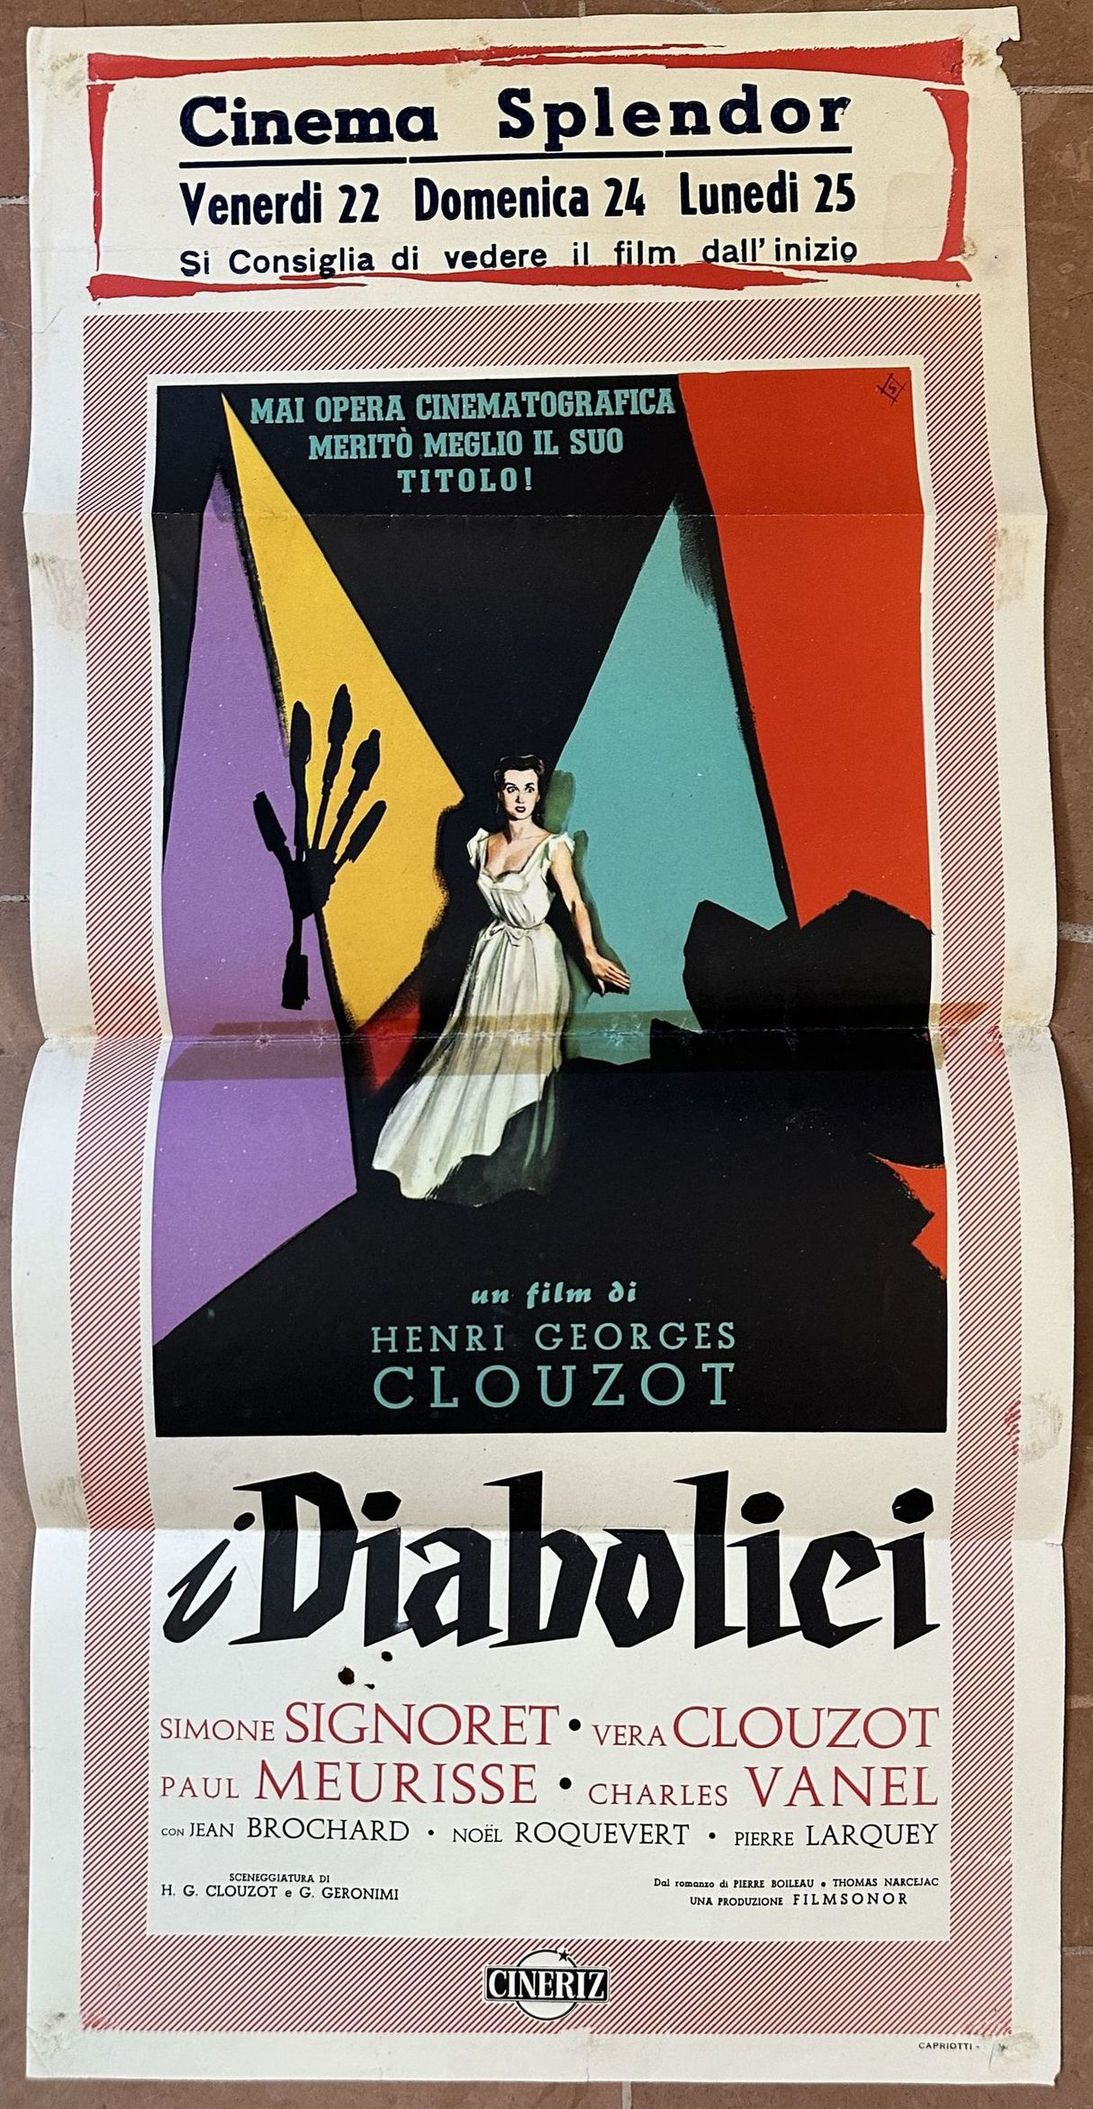 Cinema Splendor
Venerdi 22 Domenica 24 Lunedi 25
Si Consiglia di vedere il film dall' inizio
MAI OPERA CINEMATOGRAFICA
MERITÒ MEGLIO IL SUO
TITOLO!
un film di
HENRI GEORGES
CLOUZOT
i Diabolici
SIMONE SIGNORET • VERA CLOUZOT
PAUL MEURISSE • CHARLES VANEL
CON JEAN BROCHARD • NOËL ROQUEVERT • PIERRE LARQUEY
SCENEGGIATURA DI
H. G. CLOUZOT e G. GERONIMI
Dal romanzo di PIERRE BOILEAU e THOMAS NARCEJAC
UNA PRODUZIONE FILMSONOR
CINERIZ
CAPRIOTTI -